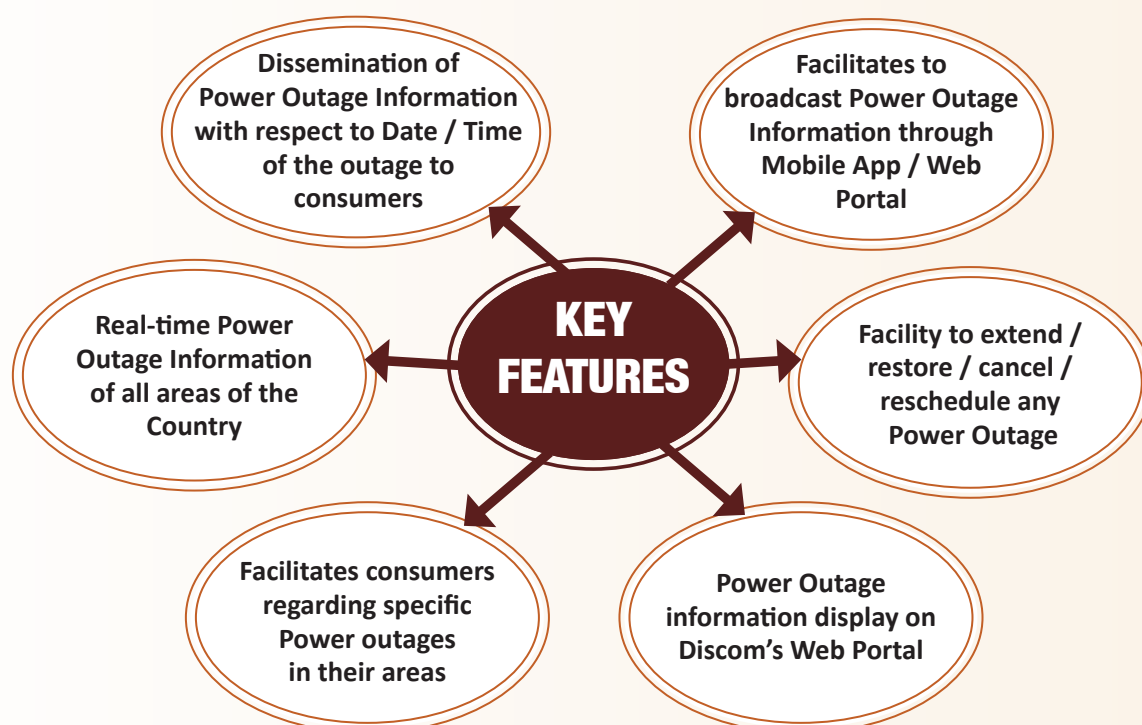 Dissemination of
Power Outage Information
with respect to Date / Time
of the outage to
consumers
Facilitates to
broadcast Power Outage
Information through
Mobile App / Web
Portal
Real-time Power
Outage Information
of all areas of the
Country
KEY
FEATURES
Facility to extend /
restore / cancel /
reschedule any
Power Outage
Facilitates consumers
regarding specific
Power outages
in their areas
Power Outage
information display on
Discom’s Web Portal